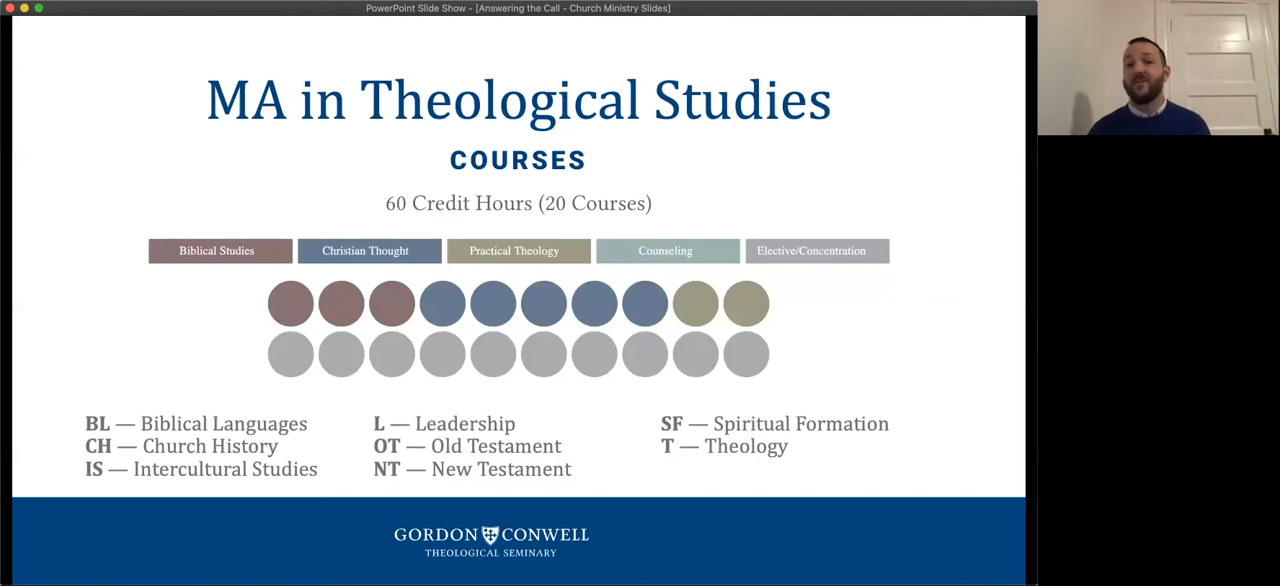 PowerPoint Slide Show - [Answering the Call - Church Ministry Slides]
MA in Theological Studies
COURSES
60 Credit Hours (20 Courses)
Biblical Studies
Christian Thought
Practical Theology
Counseling
Elective/Concentration
BL — Biblical Languages
CH — Church History
IS — Intercultural Studies
L — Leadership
OT — Old Testament
NT — New Testament
SF — Spiritual Formation
T — Theology
GORDON CONWELL
THEOLOGICAL SEMINARY